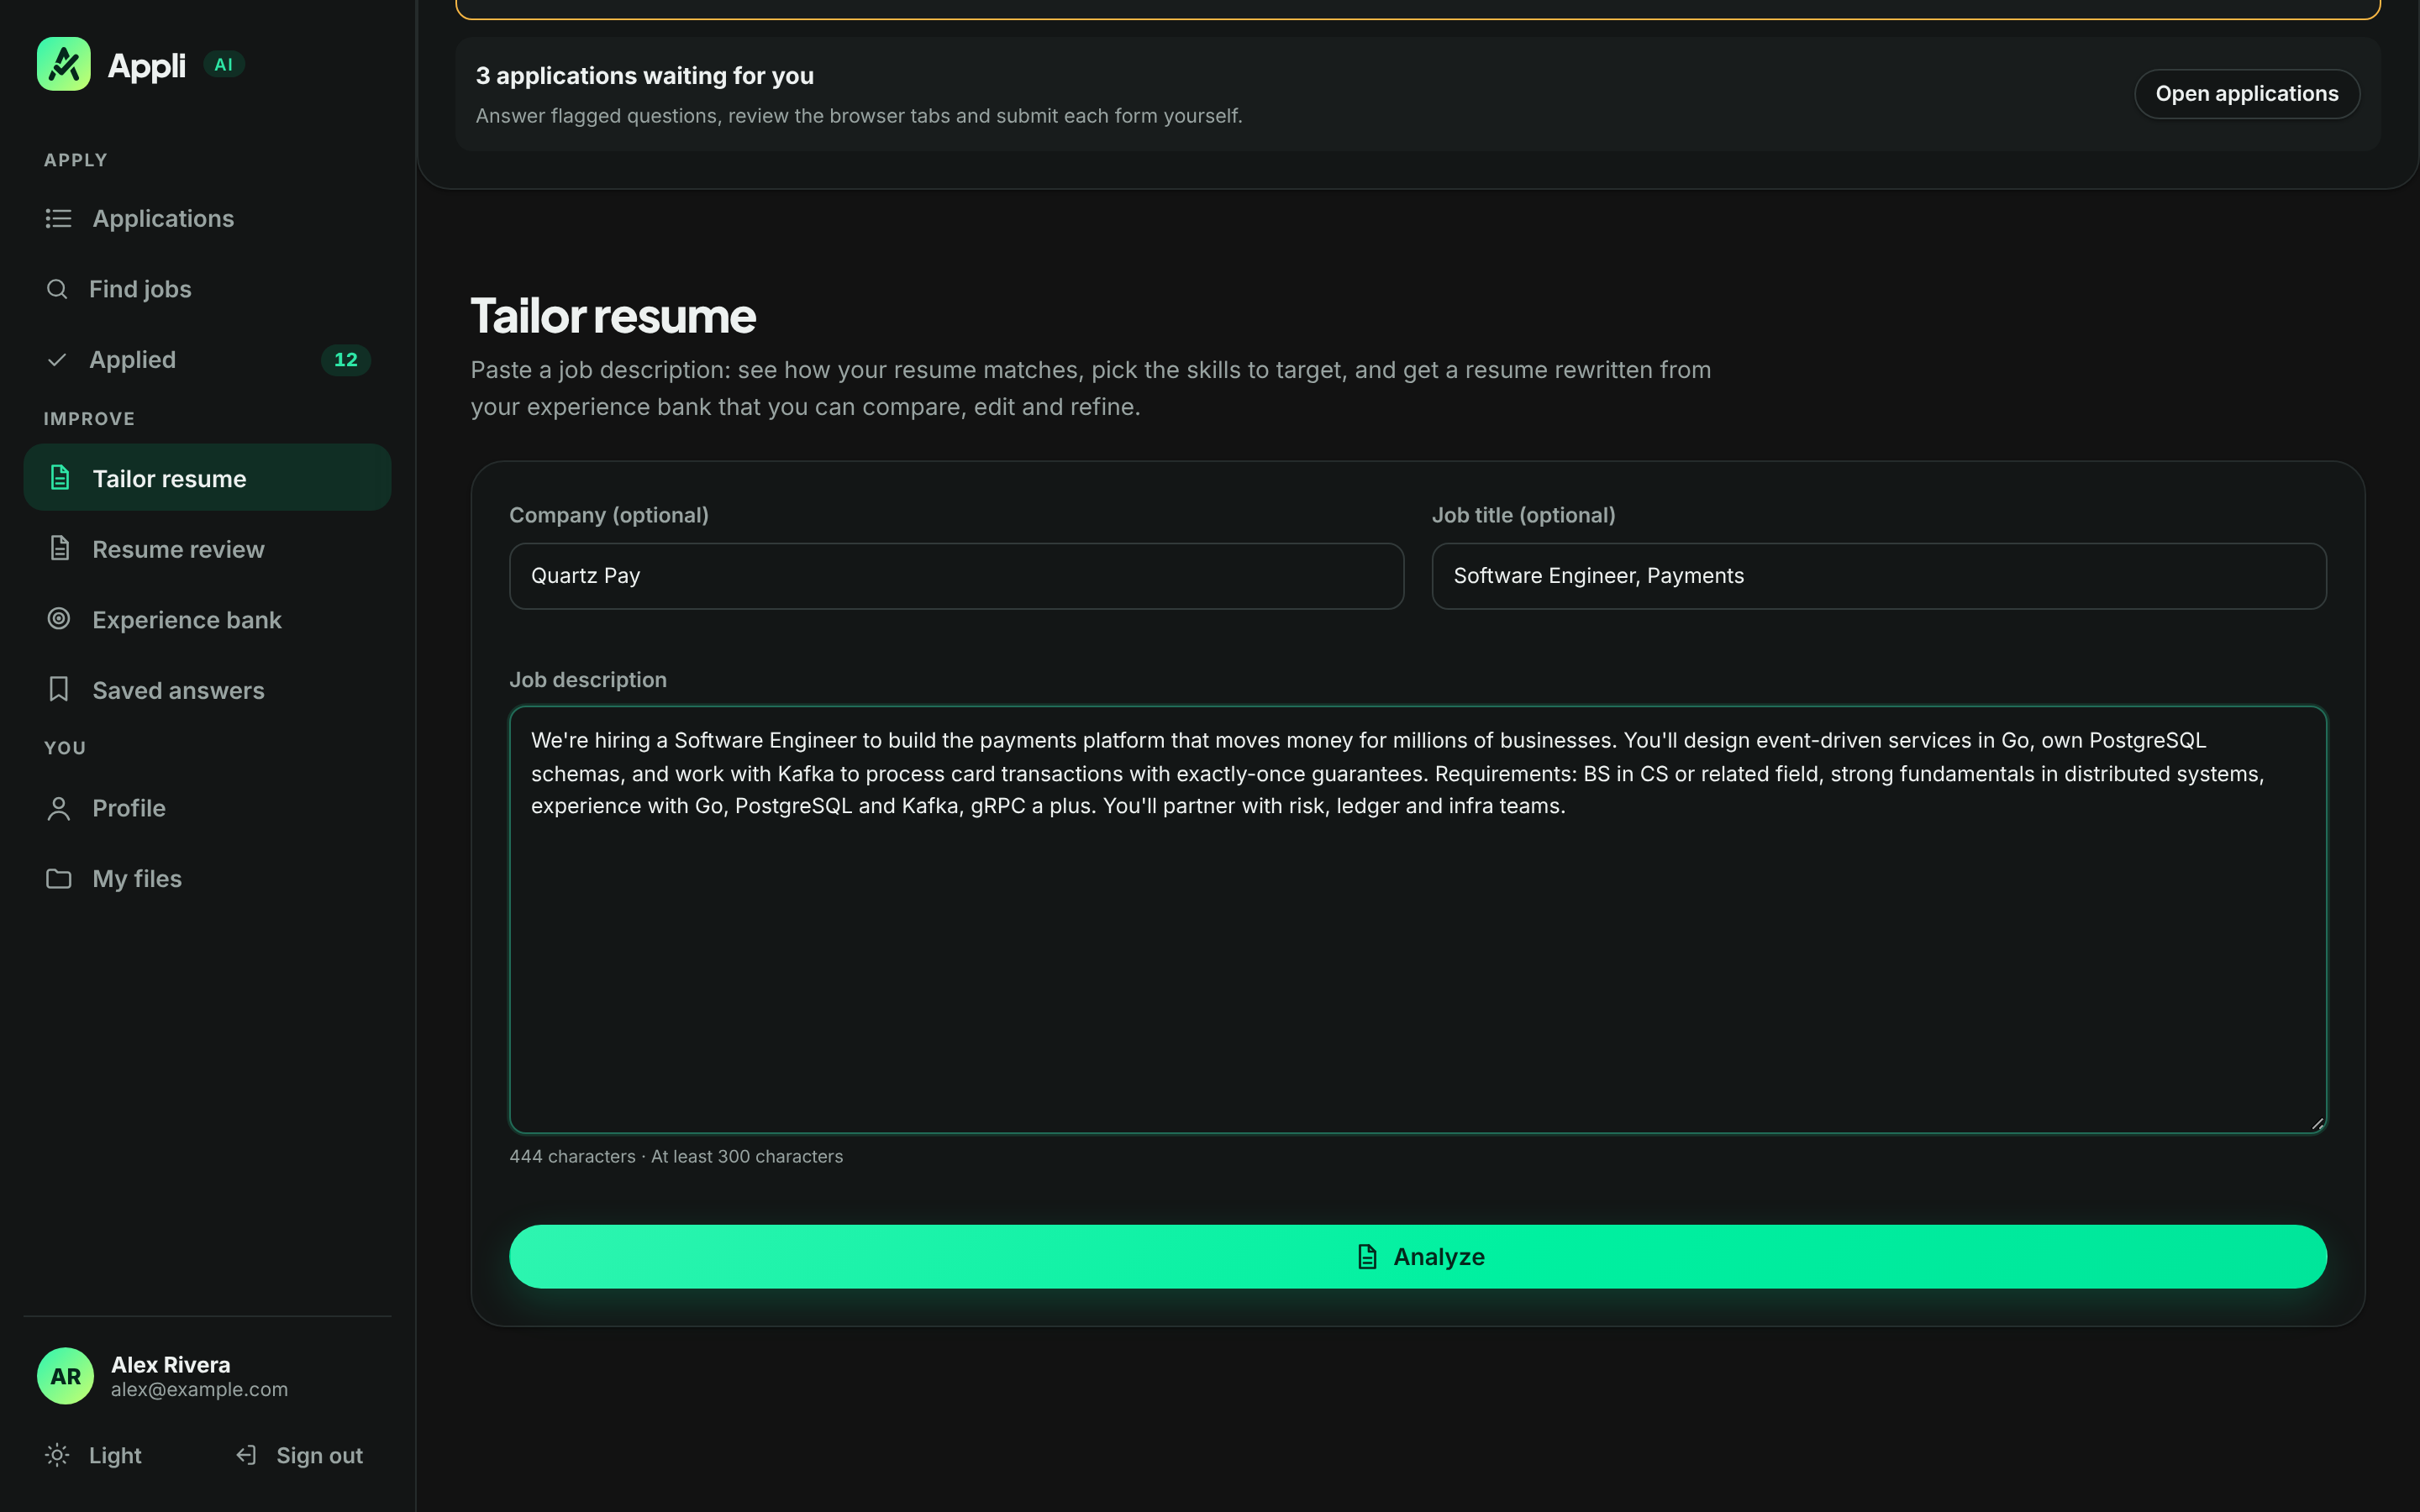 Appli AI
APPLY
Applications
Find jobs
Applied 12
IMPROVE
Tailor resume
Resume review
Experience bank
Saved answers
YOU
Profile
My files
AR
Alex Rivera
alex@example.com
Light
Sign out
3 applications waiting for you
Answer flagged questions, review the browser tabs and submit each form yourself.
Open applications
Tailor resume
Paste a job description: see how your resume matches, pick the skills to target, and get a resume rewritten from
your experience bank that you can compare, edit and refine.
Company (optional)
Quartz Pay
Job title (optional)
Software Engineer, Payments
Job description
We're hiring a Software Engineer to build the payments platform that moves money for millions of businesses. You'll design event-driven services in Go, own PostgreSQL
schemas, and work with Kafka to process card transactions with exactly-once guarantees. Requirements: BS in CS or related field, strong fundamentals in distributed systems,
experience with Go, PostgreSQL and Kafka, gRPC a plus. You'll partner with risk, ledger and infra teams.
444 characters · At least 300 characters
Analyze